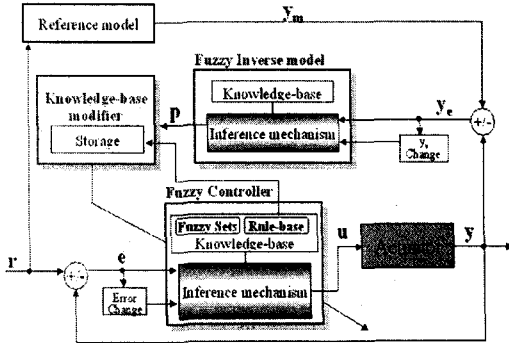 Reference model
y_m
Fuzzy Inverse model
Knowledge-base
Inference mechanism
Knowledge-base modifier
Storage
p
y_e
+/-
y_e Change
Fuzzy Controller
Fuzzy Sets
Rule-base
Knowledge-base
Inference mechanism
u
Actuator
y
r
+/-
e
Error Change